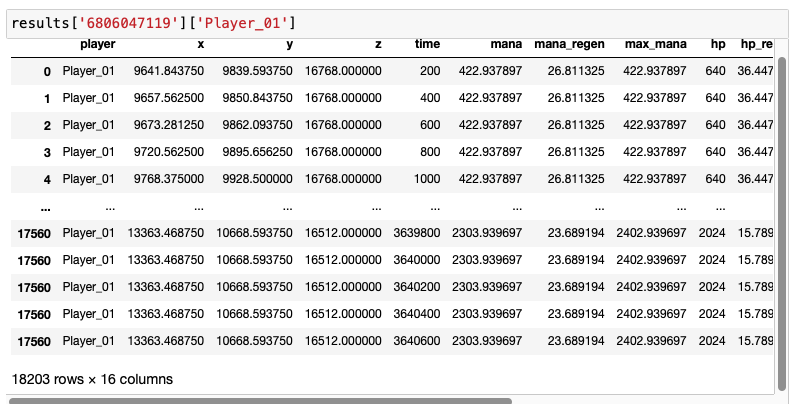 results['6806047119']['Player_01']
player x y z time mana mana_regen max_mana hp hp_re
0 Player_01 9641.843750 9839.593750 16768.000000 200 422.937897 26.811325 422.937897 640 36.447
1 Player_01 9657.562500 9850.843750 16768.000000 400 422.937897 26.811325 422.937897 640 36.447
2 Player_01 9673.281250 9862.093750 16768.000000 600 422.937897 26.811325 422.937897 640 36.447
3 Player_01 9720.562500 9895.656250 16768.000000 800 422.937897 26.811325 422.937897 640 36.447
4 Player_01 9768.375000 9928.500000 16768.000000 1000 422.937897 26.811325 422.937897 640 36.447
... ... ... ... ... ... ... ... ... ...
17560 Player_01 13363.468750 10668.593750 16512.000000 3639800 2303.939697 23.689194 2402.939697 2024 15.789
17560 Player_01 13363.468750 10668.593750 16512.000000 3640000 2303.939697 23.689194 2402.939697 2024 15.789
17560 Player_01 13363.468750 10668.593750 16512.000000 3640200 2303.939697 23.689194 2402.939697 2024 15.789
17560 Player_01 13363.468750 10668.593750 16512.000000 3640400 2303.939697 23.689194 2402.939697 2024 15.789
17560 Player_01 13363.468750 10668.593750 16512.000000 3640600 2303.939697 23.689194 2402.939697 2024 15.789
18203 rows × 16 columns